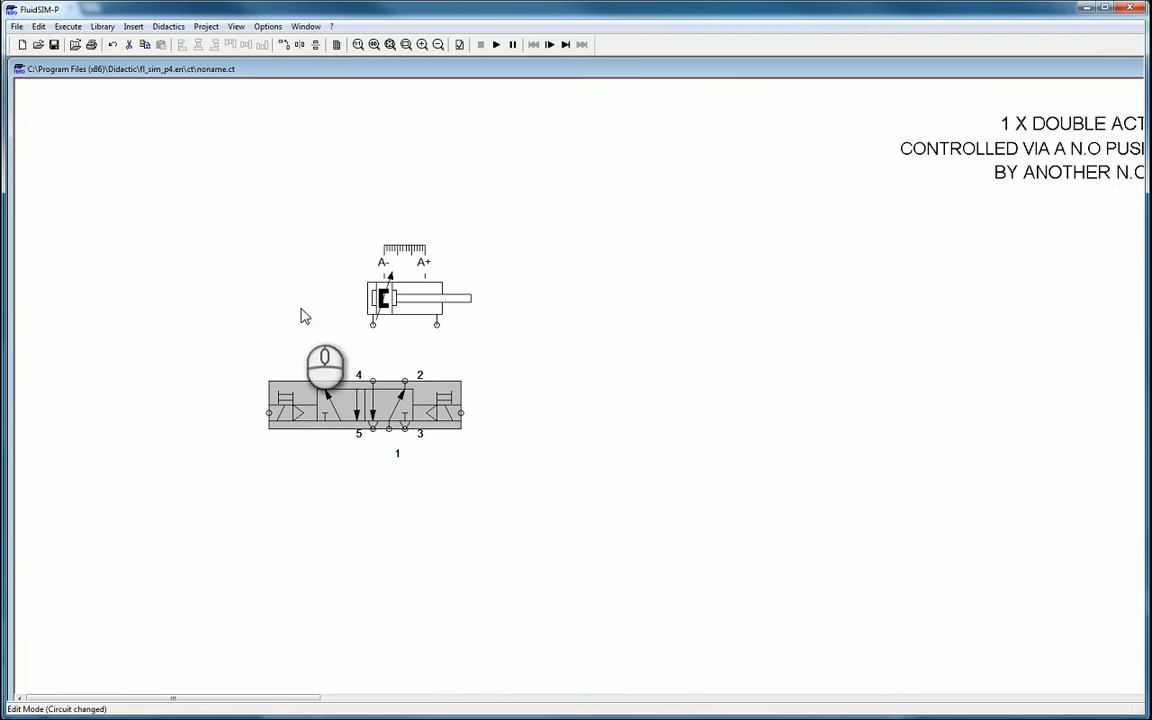 FluidSIM-P
File Edit Execute Library Insert Didactics Project View Options Window ?
C:\Program Files (x86)\Didactic\fl_sim_p4.en\ct\noname.ct
1 X DOUBLE ACT
CONTROLLED VIA A N.O PUS
BY ANOTHER N.O
A- A+
4 2
5 3
1
Edit Mode (Circuit changed)